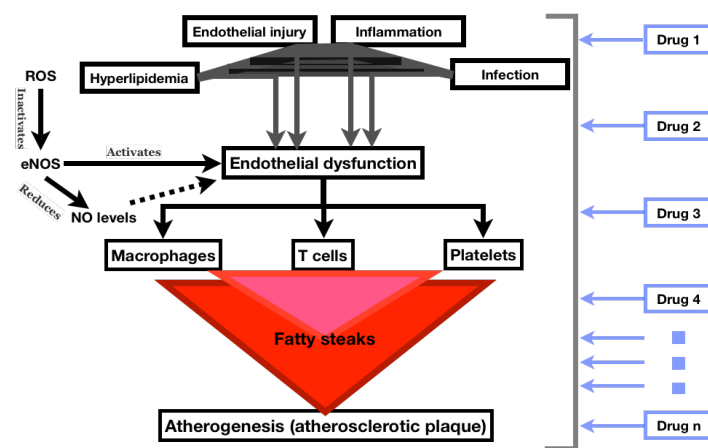 Endothelial injury
Inflammation
Drug 1
ROS
Hyperlipidemia
Infection
Inactivates
Drug 2
eNOS
Activates
Endothelial dysfunction
Reduces
NO levels
Drug 3
Macrophages
T cells
Platelets
Drug 4
Fatty steaks
Atherogenesis (atherosclerotic plaque)
Drug n